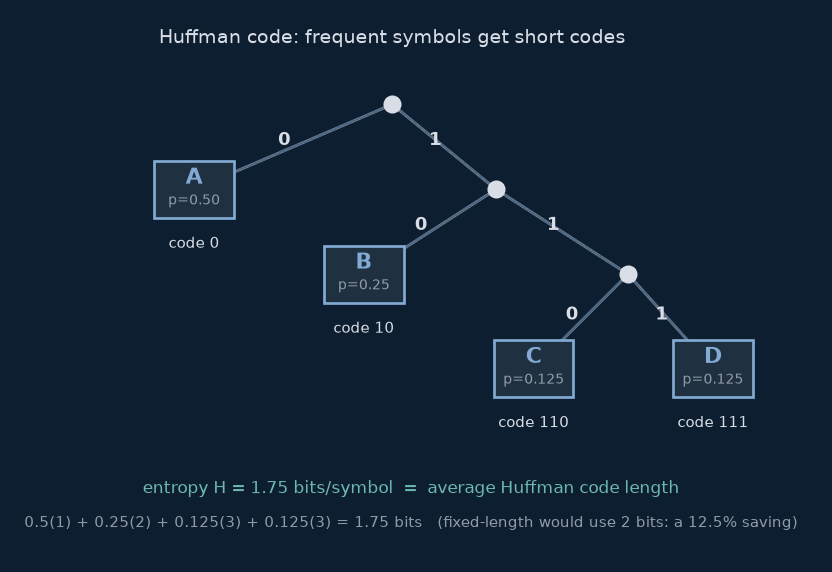 Huffman code: frequent symbols get short codes
0
1
A
p=0.50
code 0
0
1
B
p=0.25
code 10
0
1
C
p=0.125
code 110
D
p=0.125
code 111
entropy H = 1.75 bits/symbol = average Huffman code length
0.5(1) + 0.25(2) + 0.125(3) + 0.125(3) = 1.75 bits (fixed-length would use 2 bits: a 12.5% saving)